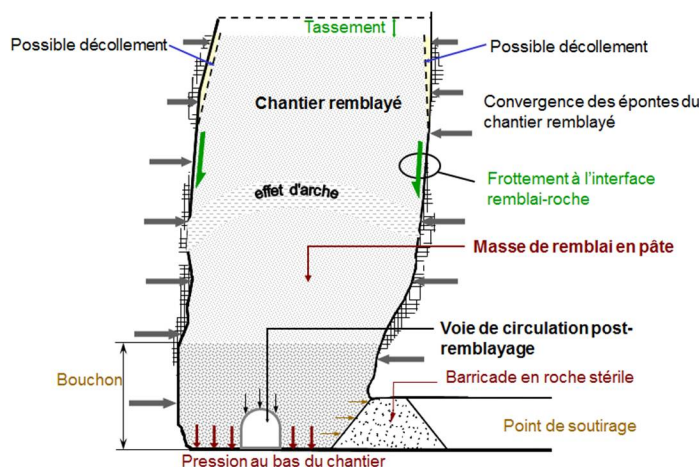 Tassement
Possible décollement
Possible décollement
Chantier remblayé
Convergence des épontes du
chantier remblayé
effet d'arche
Frottement à l'interface
remblai-roche
Masse de remblai en pâte
Voie de circulation post-
remblayage
Bouchon
Barricade en roche stérile
Point de soutirage
Pression au bas du chantier